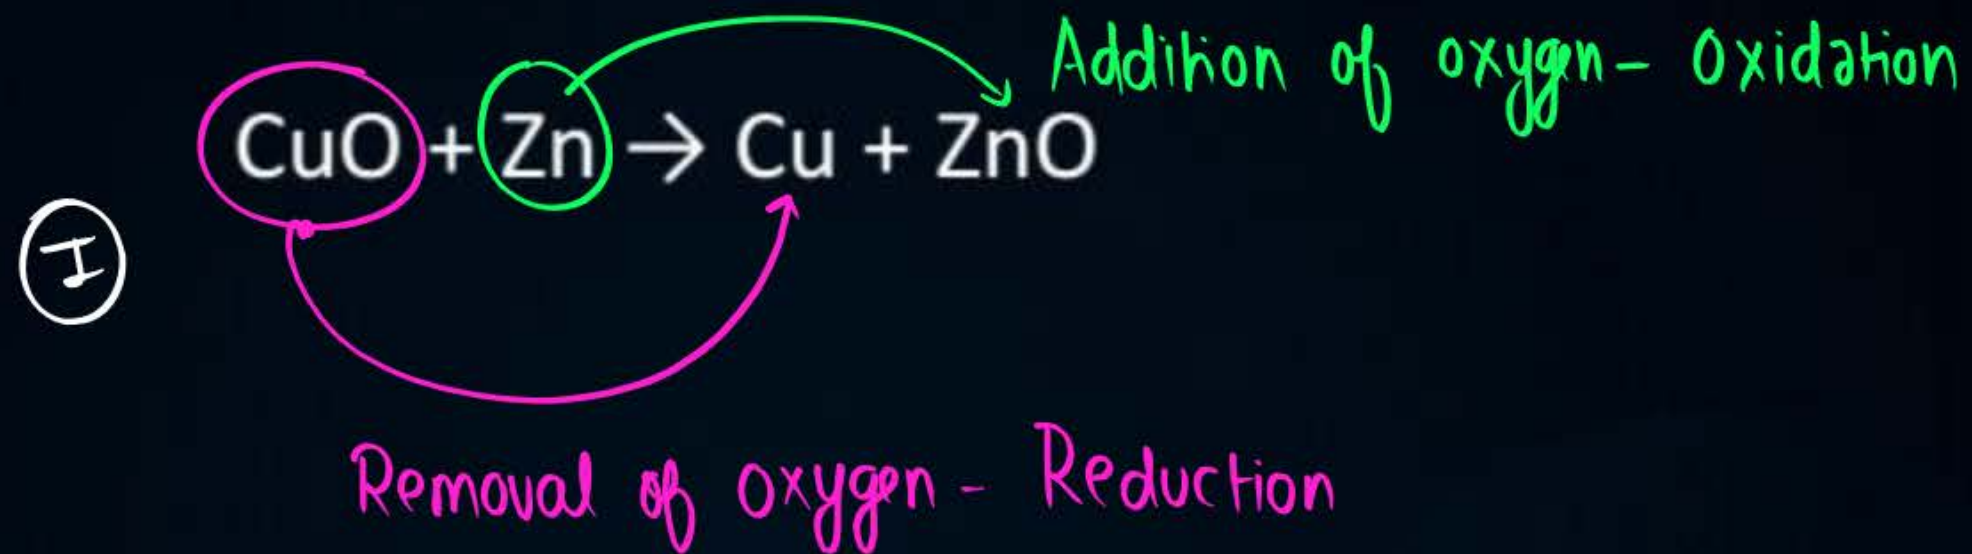 Addition of oxygen - Oxidation
CuO + Zn → Cu + ZnO
I
Removal of oxygen - Reduction